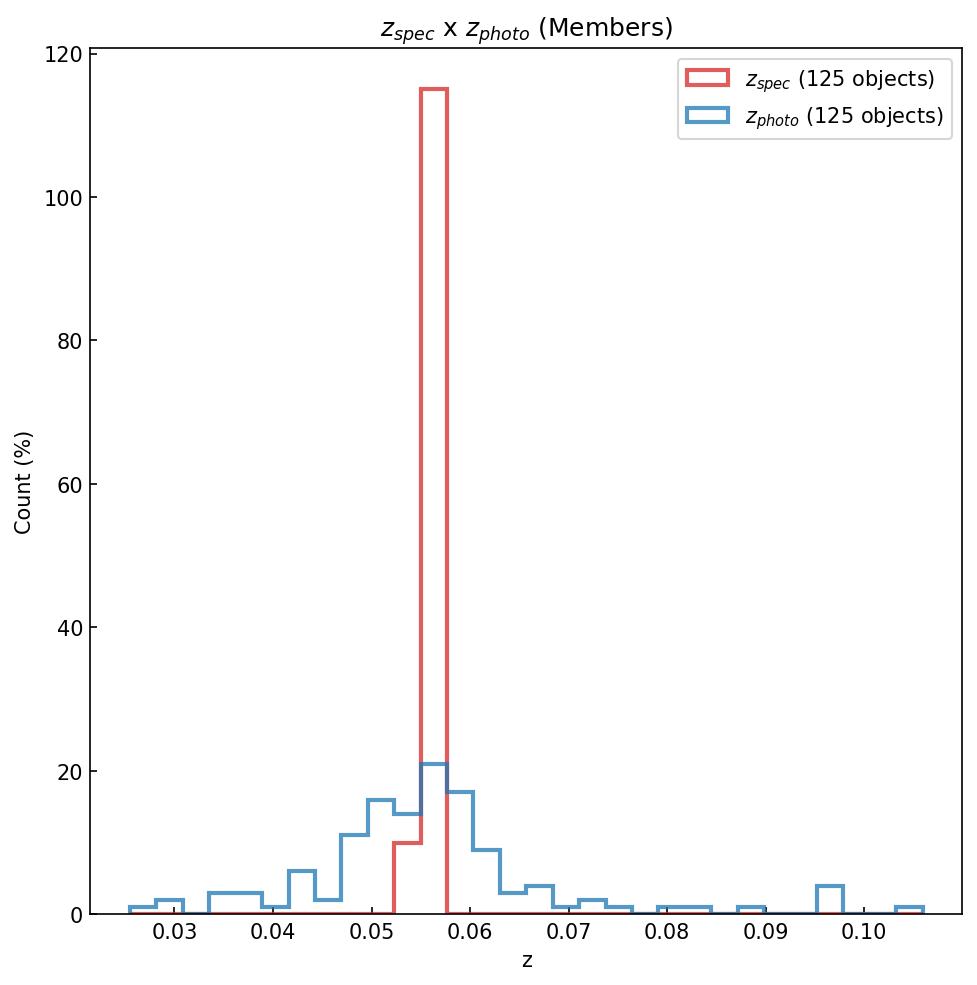 z_spec x z_photo (Members)
z_spec (125 objects)
z_photo (125 objects)
120
100
80
60
40
20
0
Count (%)
0.03 0.04 0.05 0.06 0.07 0.08 0.09 0.10
z